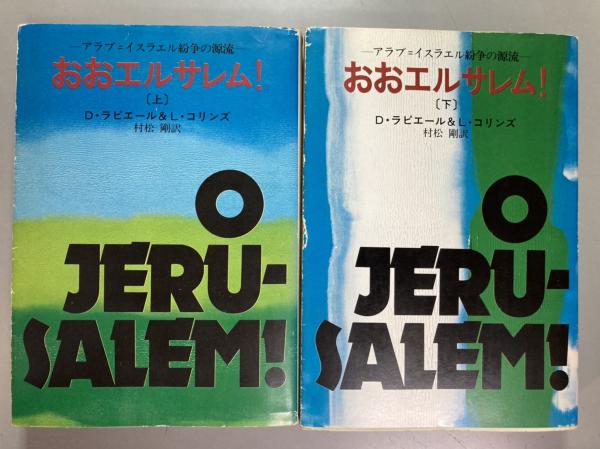 ―アラブ=イスラエル紛争の源流―
おおエルサレム!
〔上〕
D・ラピエール&L・コリンズ
村松 剛訳
O
JÉRU-
SALEM!
―アラブ=イスラエル紛争の源流―
おおエルサレム!
〔下〕
D・ラピエール&L・コリンズ
村松 剛訳
O
JÉRU-
SALEM!